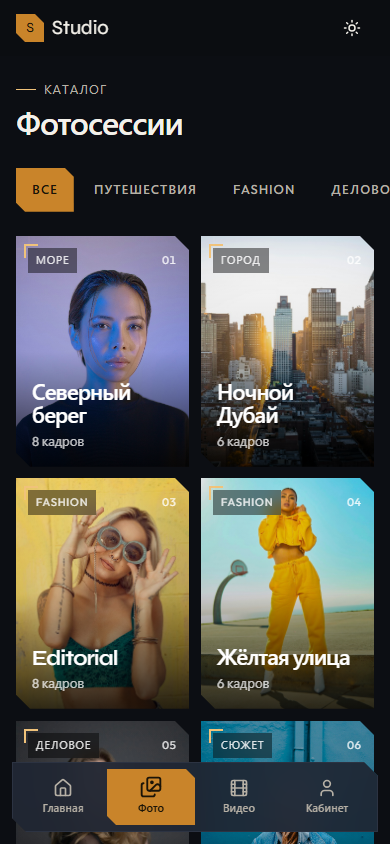 S Studio
КАТАЛОГ
Фотосессии
ВСЕ ПУТЕШЕСТВИЯ FASHION ДЕЛОВО
МОРЕ 01
Северный
берег
8 кадров
ГОРОД 02
Ночной
Дубай
6 кадров
FASHION 03
Editorial
8 кадров
FASHION 04
Жёлтая улица
6 кадров
ДЕЛОВОЕ 05
СЮЖЕТ 06
Главная Фото Видео Кабинет